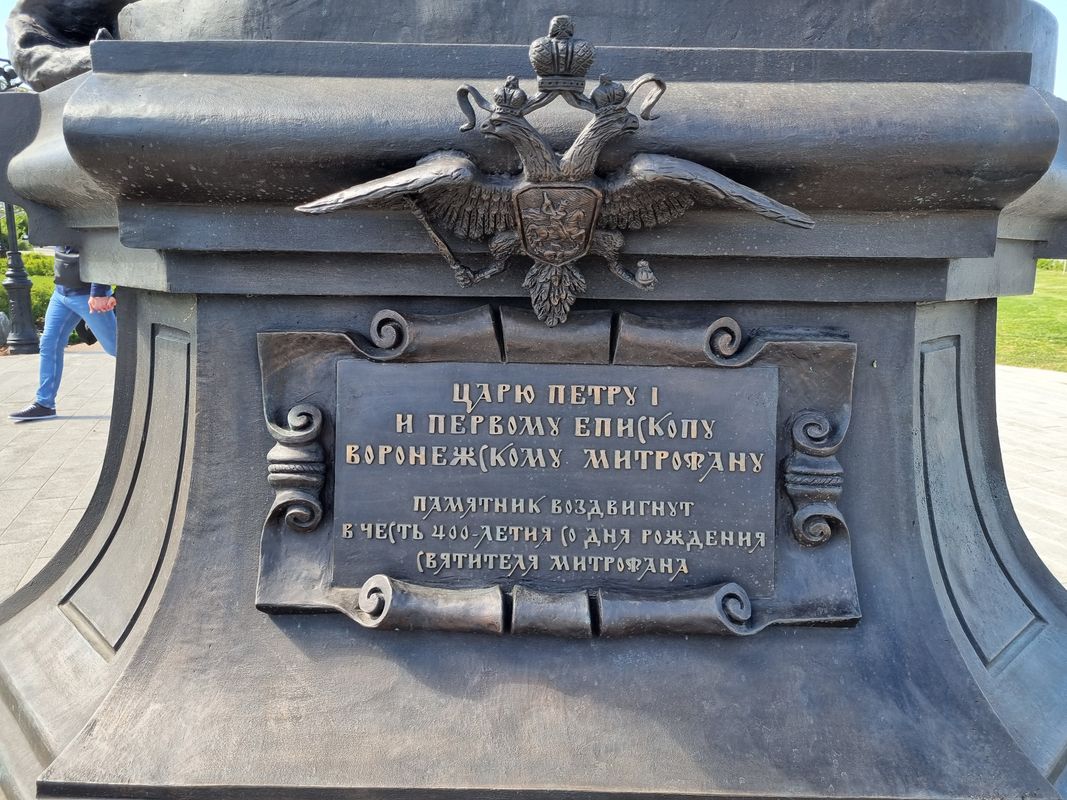 ЦАРЮ ПЕТРУ I
И ПЕРВОМУ ЕПИСКОПУ
ВОРОНЕЖСКОМУ МИТРОФАНУ
ПАМЯТНИК ВОЗДВИГНУТ
В ЧЕСТЬ 400-ЛЕТИЯ СО ДНЯ РОЖДЕНИЯ
СВЯТИТЕЛЯ МИТРОФАНА